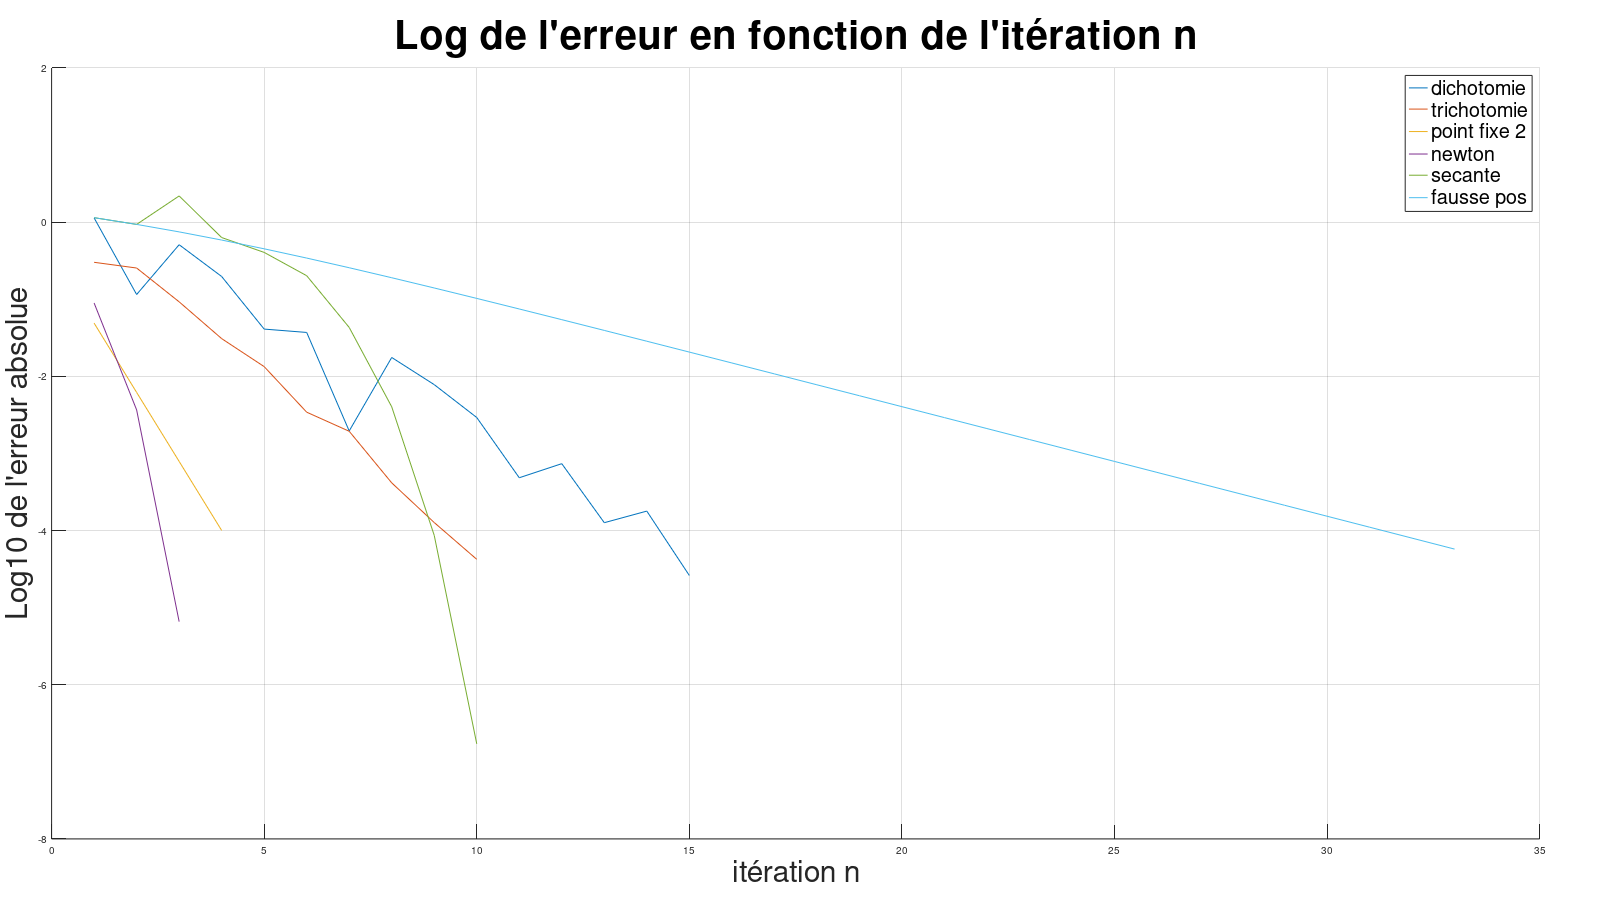 Log de l'erreur en fonction de l'itération n
dichotomie
trichotomie
point fixe 2
newton
secante
fausse pos
Log10 de l'erreur absolue
2
0
-2
-4
-6
-8
0 5 10 15 20 25 30 35
itération n